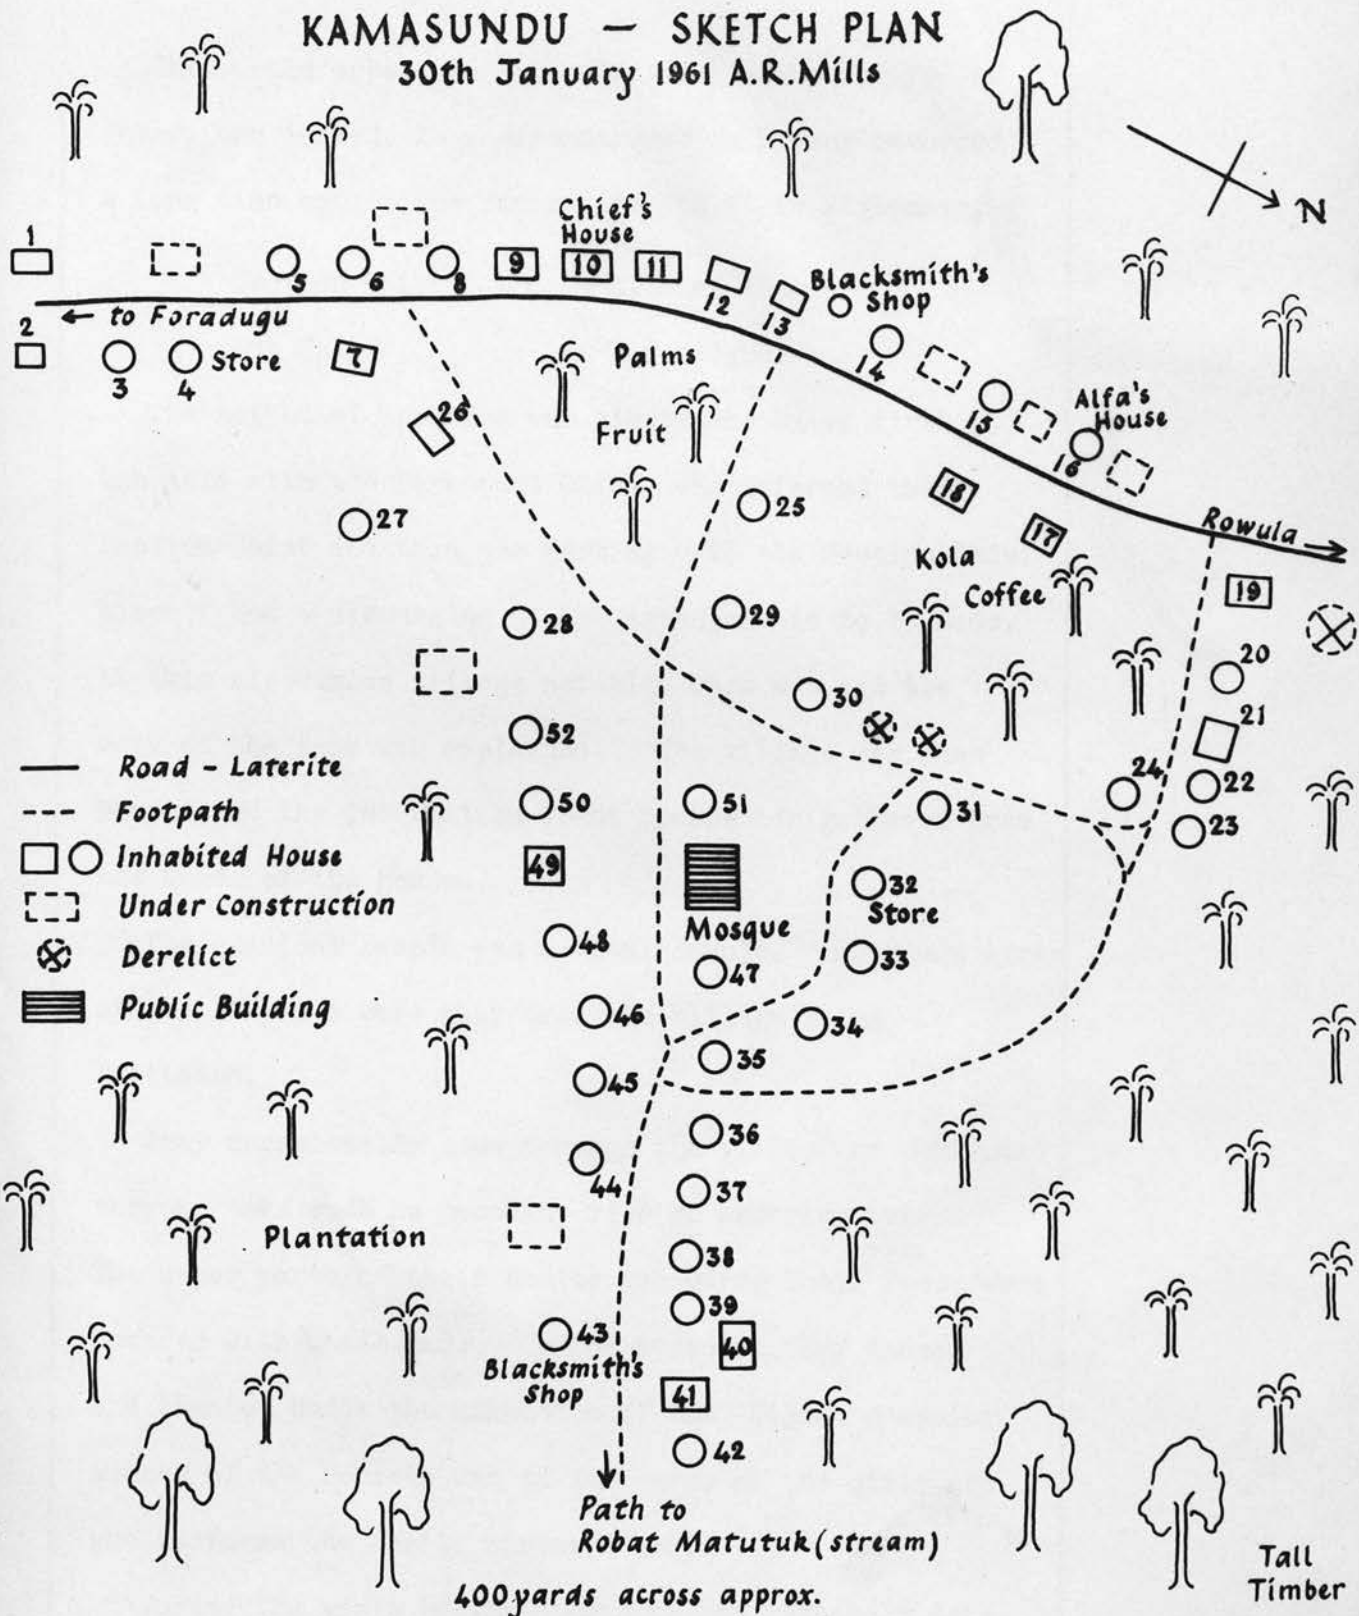 KAMASUNDU — SKETCH PLAN
30th January 1961 A.R.Mills
N
Chief's
House
1
5
6
8
9
10
11
12
13
Blacksmith's
Shop
← to Foradugu
2
3
4
Store
7
14
15
Alfa's
House
16
Palms
26
Fruit
27
25
18
17
Rowula
Kola
Coffee
19
28
29
20
30
21
52
24
22
Road - Laterite
50
51
31
23
Footpath
Inhabited House
49
32
Store
Under Construction
Mosque
48
33
Derelict
47
Public Building
46
34
35
45
36
44
37
Plantation
38
39
43
Blacksmith's
Shop
40
41
42
Path to
Robat Matutuk (stream)
400 yards across approx.
Tall
Timber